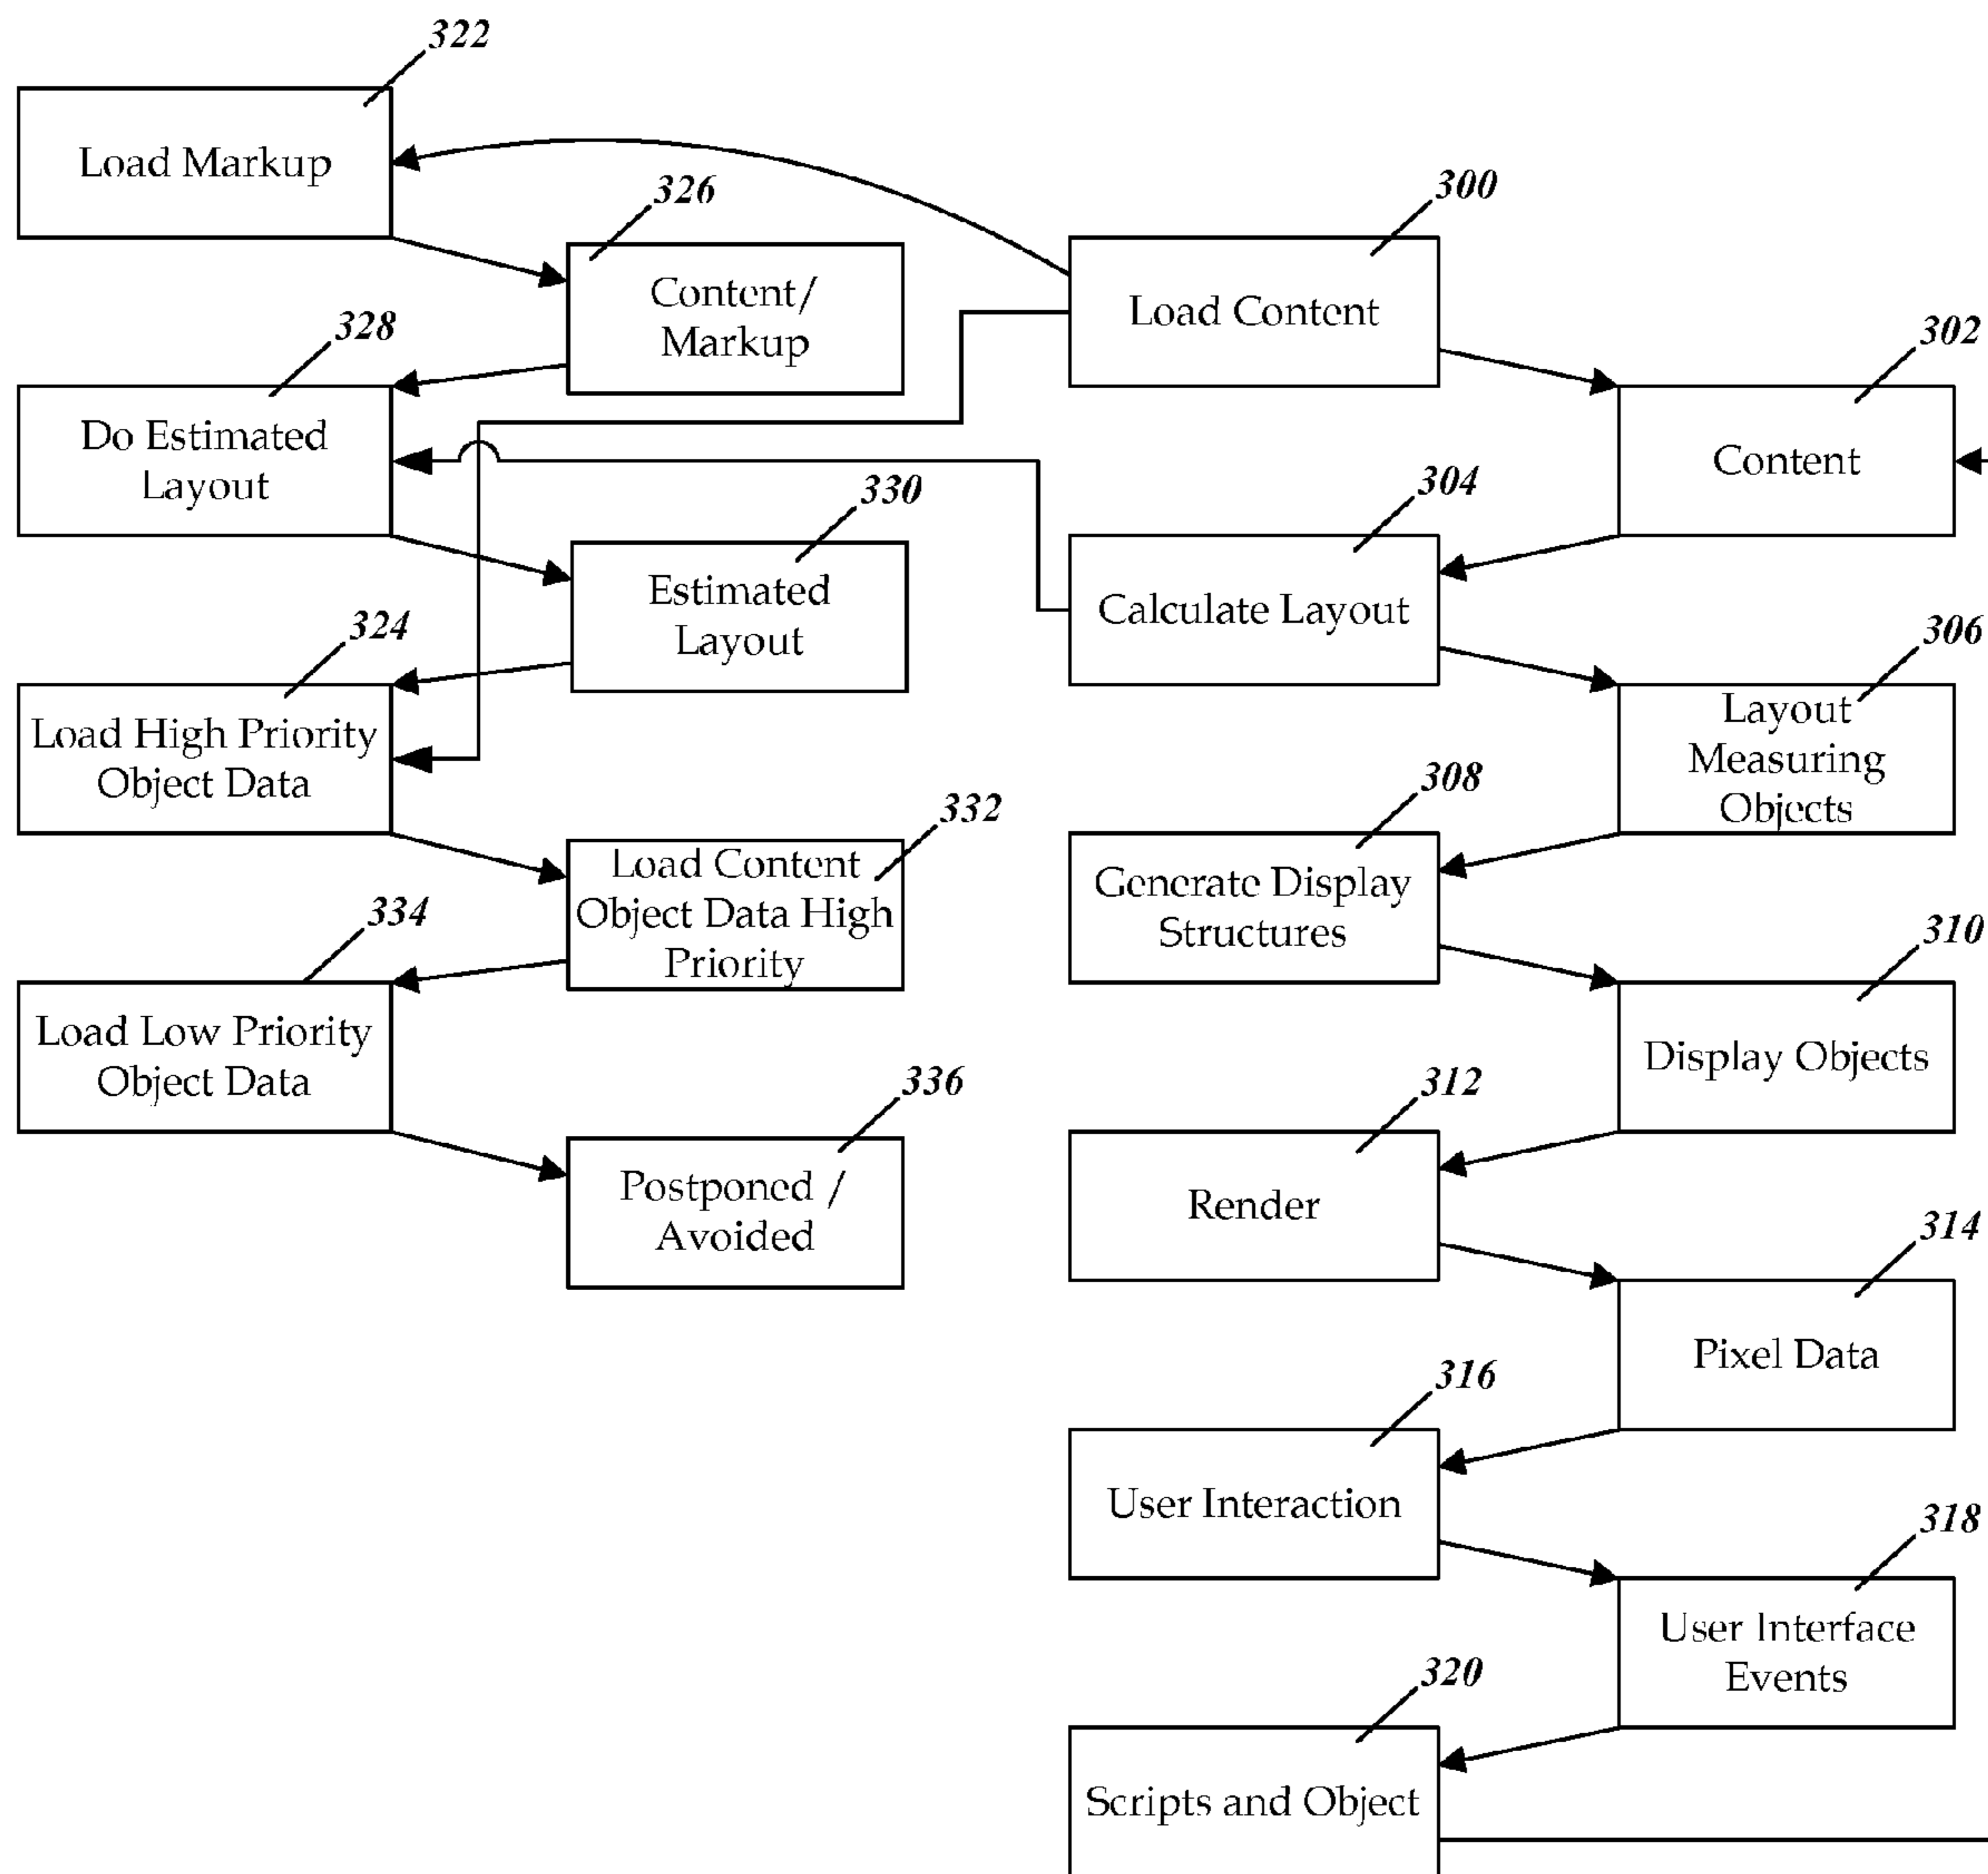 322
Load Markup
326
Content/
Markup
300
Load Content
302
Content
328
Do Estimated
Layout
304
Calculate Layout
330
Estimated
Layout
306
Layout
Measuring
Objects
324
Load High Priority
Object Data
308
Generate Display
Structures
332
Load Content
Object Data High
Priority
310
Display Objects
334
Load Low Priority
Object Data
312
Render
336
Postponed /
Avoided
314
Pixel Data
316
User Interaction
318
User Interface
Events
320
Scripts and Object